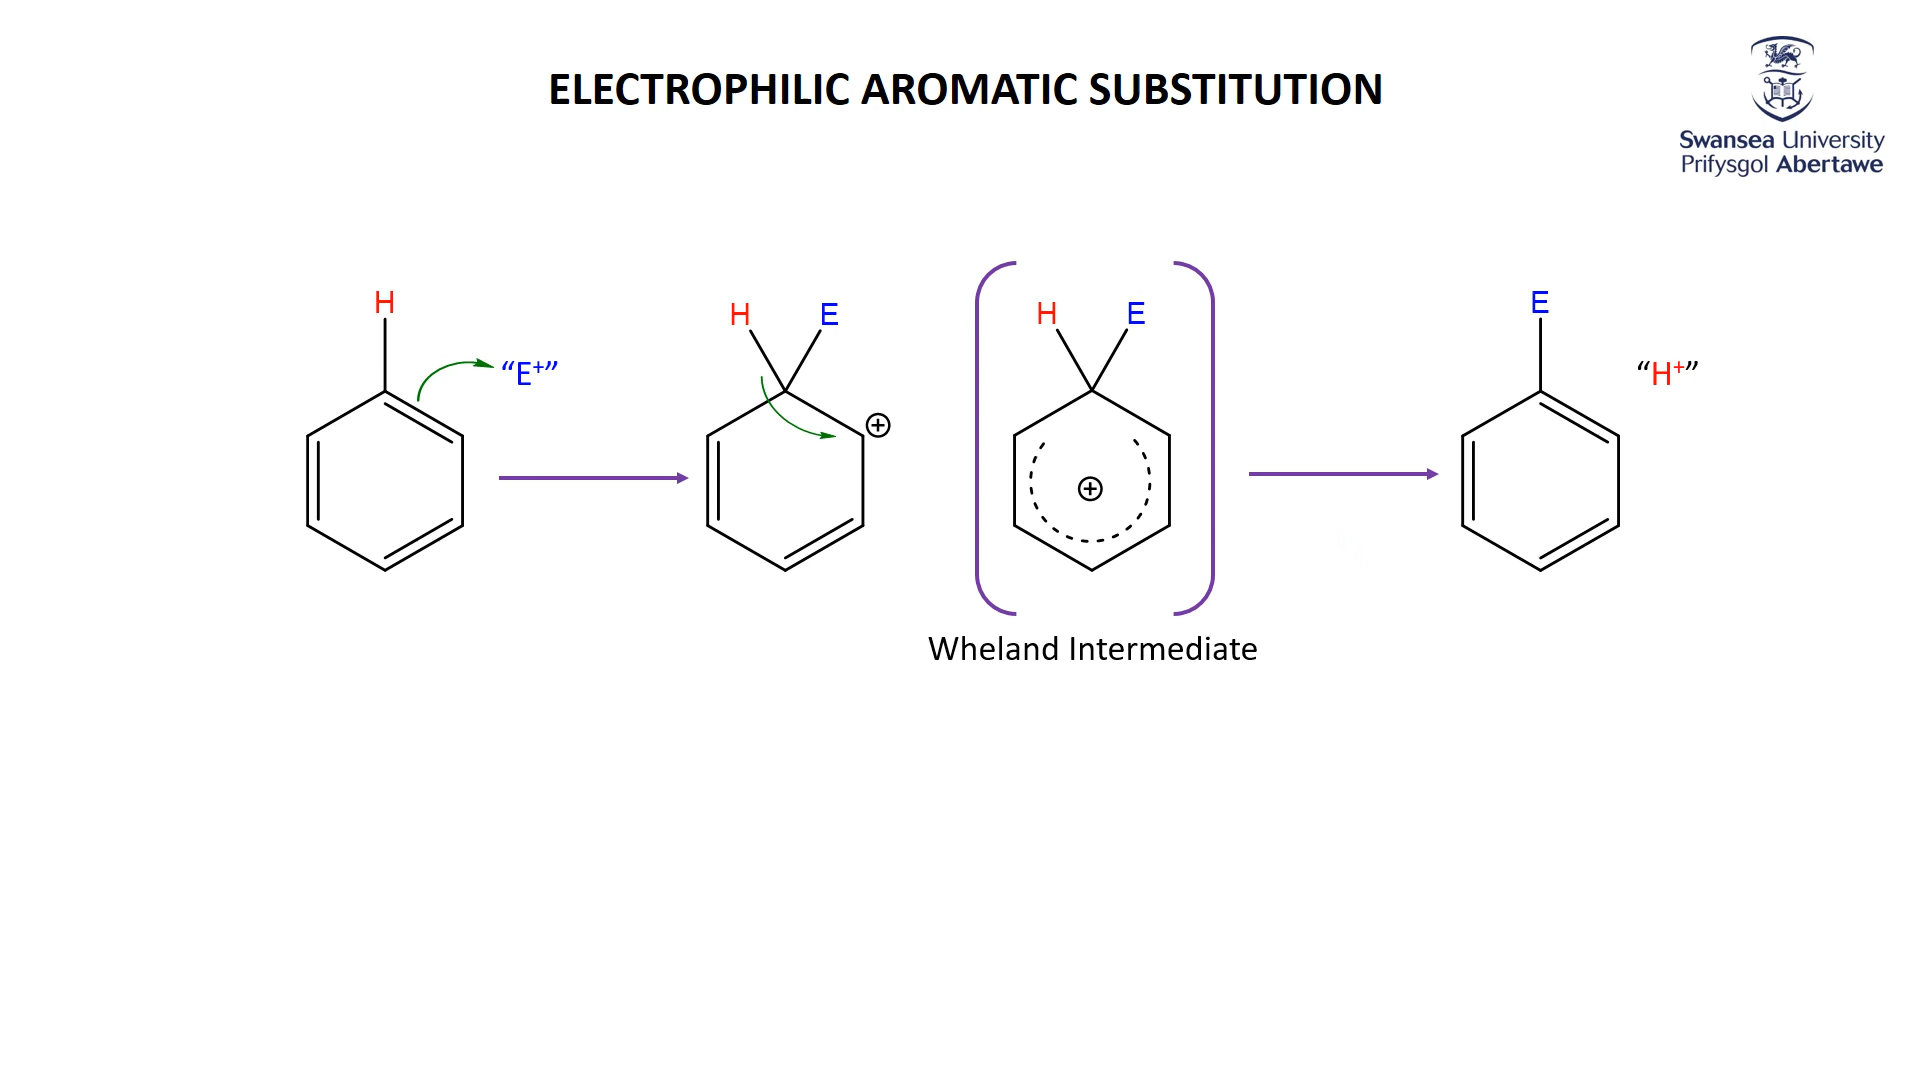 ELECTROPHILIC AROMATIC SUBSTITUTION
Swansea University
Prifysgol Abertawe
H
“E⁺”
H E
⊕
H E
⊕
E
“H⁺”
Wheland Intermediate